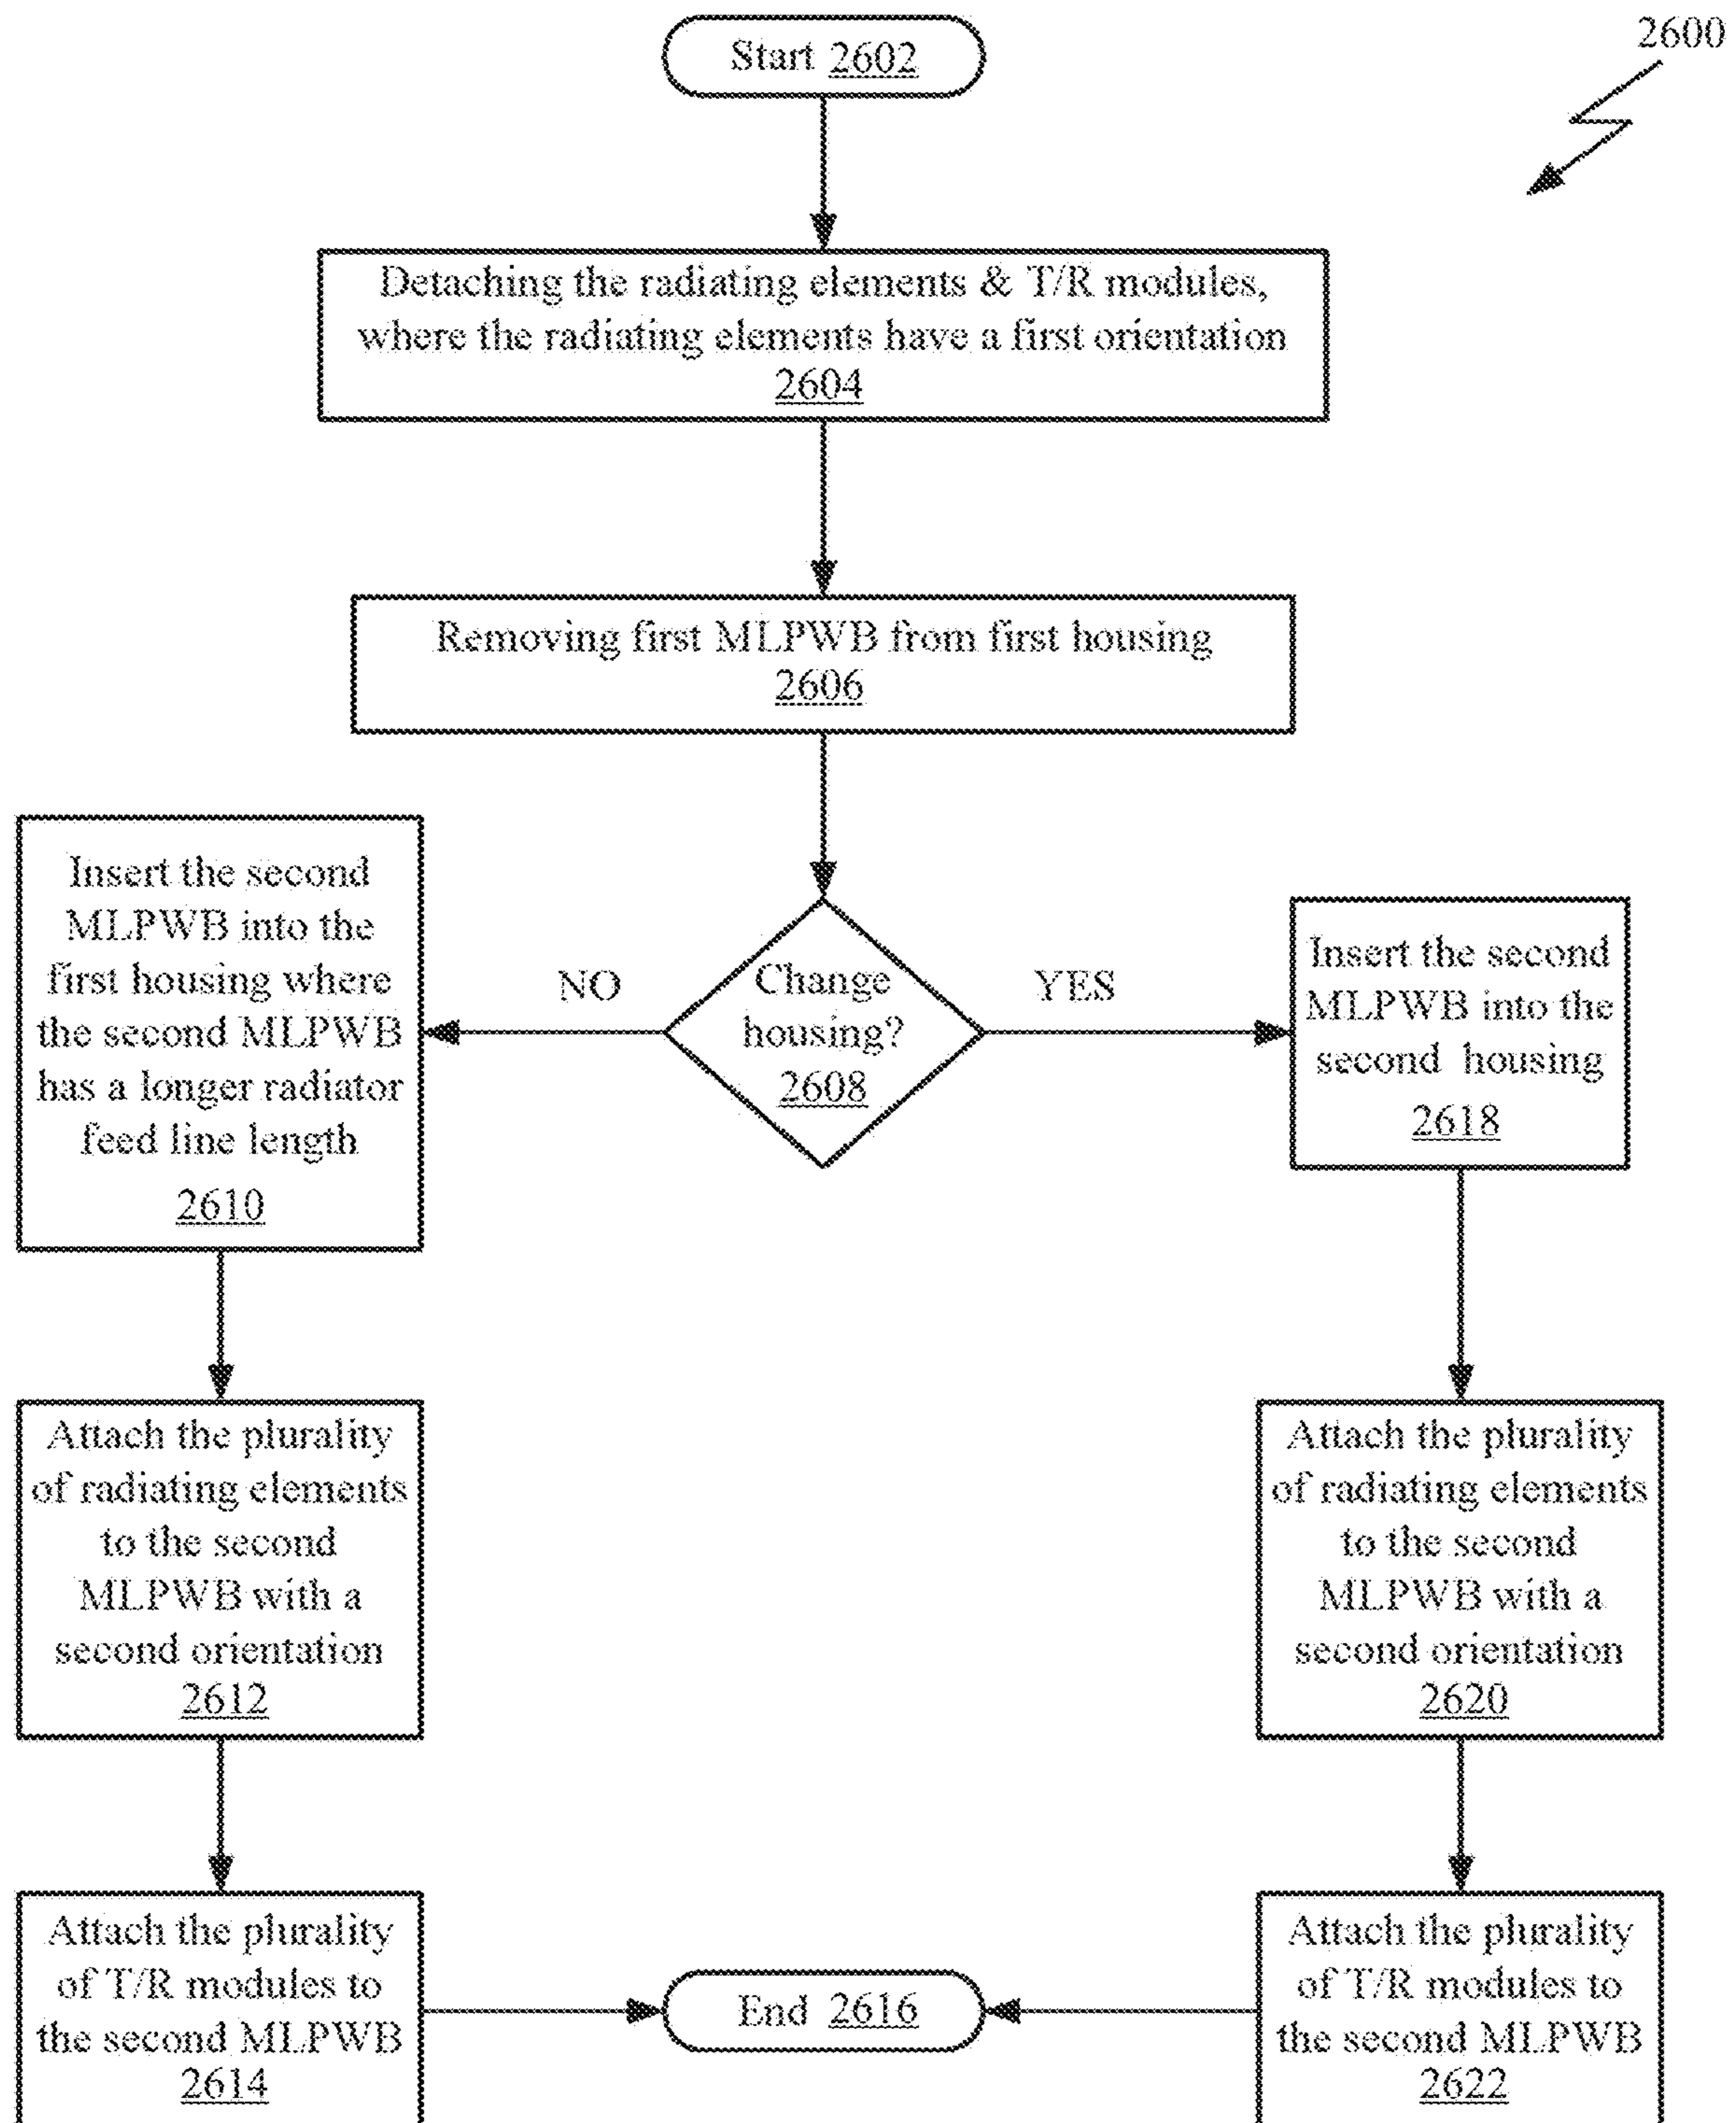 Start 2602
2600
Detaching the radiating elements & T/R modules,
where the radiating elements have a first orientation
2604
Removing first MLPWB from first housing
2606
Change
housing?
2608
NO
YES
Insert the second
MLPWB into the
first housing where
the second MLPWB
has a longer radiator
feed line length
2610
Insert the second
MLPWB into the
second housing
2618
Attach the plurality
of radiating elements
to the second
MLPWB with a
second orientation
2612
Attach the plurality
of radiating elements
to the second
MLPWB with a
second orientation
2620
Attach the plurality
of T/R modules to
the second MLPWB
2614
End 2616
Attach the plurality
of T/R modules to
the second MLPWB
2622